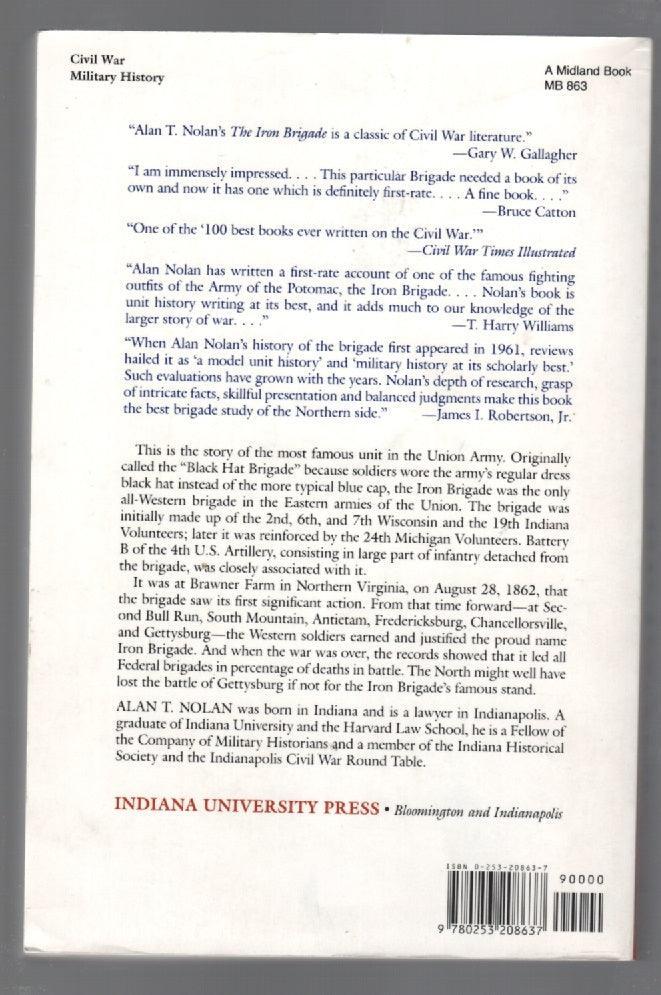 Civil War
Military History
A Midland Book
MB 863
“Alan T. Nolan’s The Iron Brigade is a classic of Civil War literature.”
—Gary W. Gallagher
“I am immensely impressed. . . . This particular Brigade needed a book of its
own and now it has one which is definitely first-rate. . . . A fine book. . . .”
—Bruce Catton
“One of the ‘100 best books ever written on the Civil War.’”
—Civil War Times Illustrated
“Alan Nolan has written a first-rate account of one of the famous fighting
outfits of the Army of the Potomac, the Iron Brigade. . . . Nolan’s book is
unit history writing at its best, and it adds much to our knowledge of the
larger story of war. . . .” —T. Harry Williams
“When Alan Nolan’s history of the brigade first appeared in 1961, reviews
hailed it as ‘a model unit history’ and ‘military history at its scholarly best.’
Such evaluations have grown with the years. Nolan’s depth of research, grasp
of intricate facts, skillful presentation and balanced judgments make this book
the best brigade study of the Northern side.” —James I. Robertson, Jr.
This is the story of the most famous unit in the Union Army. Originally
called the “Black Hat Brigade” because soldiers wore the army’s regular dress
black hat instead of the more typical blue cap, the Iron Brigade was the only
all-Western brigade in the Eastern armies of the Union. The brigade was
initially made up of the 2nd, 6th, and 7th Wisconsin and the 19th Indiana
Volunteers; later it was reinforced by the 24th Michigan Volunteers. Battery
B of the 4th U.S. Artillery, consisting in large part of infantry detached from
the brigade, was closely associated with it.
It was at Brawner Farm in Northern Virginia, on August 28, 1862, that
the brigade saw its first significant action. From that time forward—at Sec-
ond Bull Run, South Mountain, Antietam, Fredericksburg, Chancellorsville,
and Gettysburg—the Western soldiers earned and justified the proud name
Iron Brigade. And when the war was over, the records showed that it led all
Federal brigades in percentage of deaths in battle. The North might well have
lost the battle of Gettysburg if not for the Iron Brigade’s famous stand.
ALAN T. NOLAN was born in Indiana and is a lawyer in Indianapolis. A
graduate of Indiana University and the Harvard Law School, he is a Fellow of
the Company of Military Historians and a member of the Indiana Historical
Society and the Indianapolis Civil War Round Table.
INDIANA UNIVERSITY PRESS • Bloomington and Indianapolis
ISBN 0-253-20863-7
90000
9 780253 208637